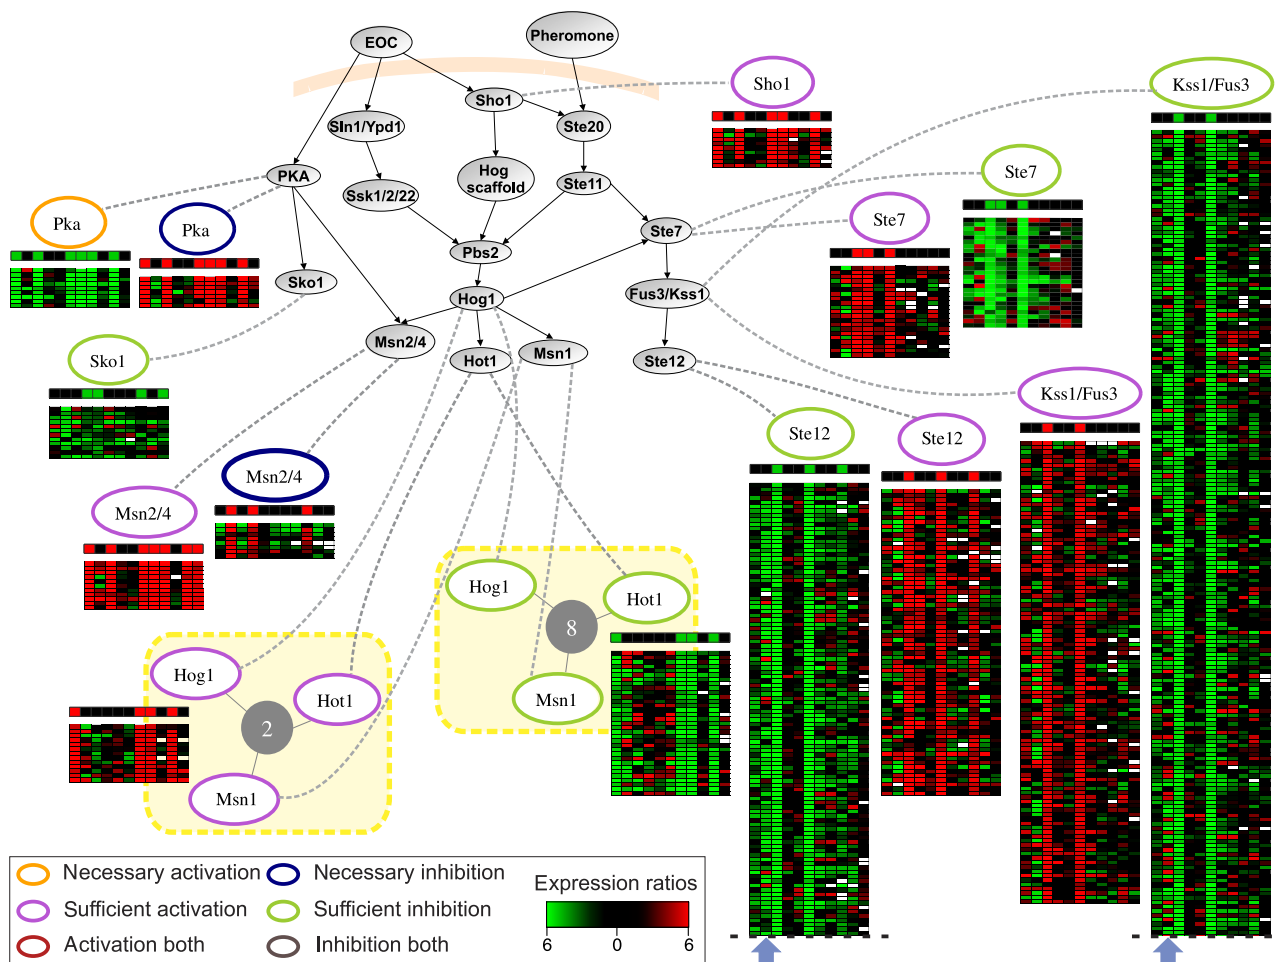 EOC
Pheromone
Sho1
Sln1/Ypd1
Ste20
PKA
Hog
scaffold
Ste11
Ssk1/2/22
Pbs2
Ste7
Sko1
Hog1
Fus3/Kss1
Msn2/4
Hot1
Msn1
Ste12
Sho1
Kss1/Fus3
Ste7
Ste7
Pka
Pka
Sko1
Kss1/Fus3
Ste12
Ste12
Msn2/4
Msn2/4
Hog1
Hot1
8
Msn1
Hog1
Hot1
2
Msn1
Necessary activation
Necessary inhibition
Sufficient activation
Sufficient inhibition
Activation both
Inhibition both
Expression ratios
6 0 6